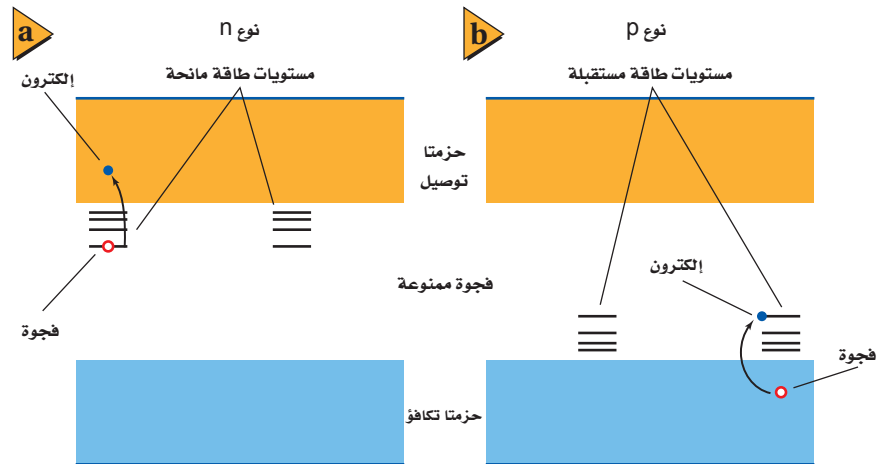 a
نوع n
b
نوع p
إلكترون
مستويات طاقة مانحة
مستويات طاقة مستقبلة
حزمتا
توصيل
إلكترون
فجوة ممنوعة
فجوة
فجوة
حزمتا تكافؤ